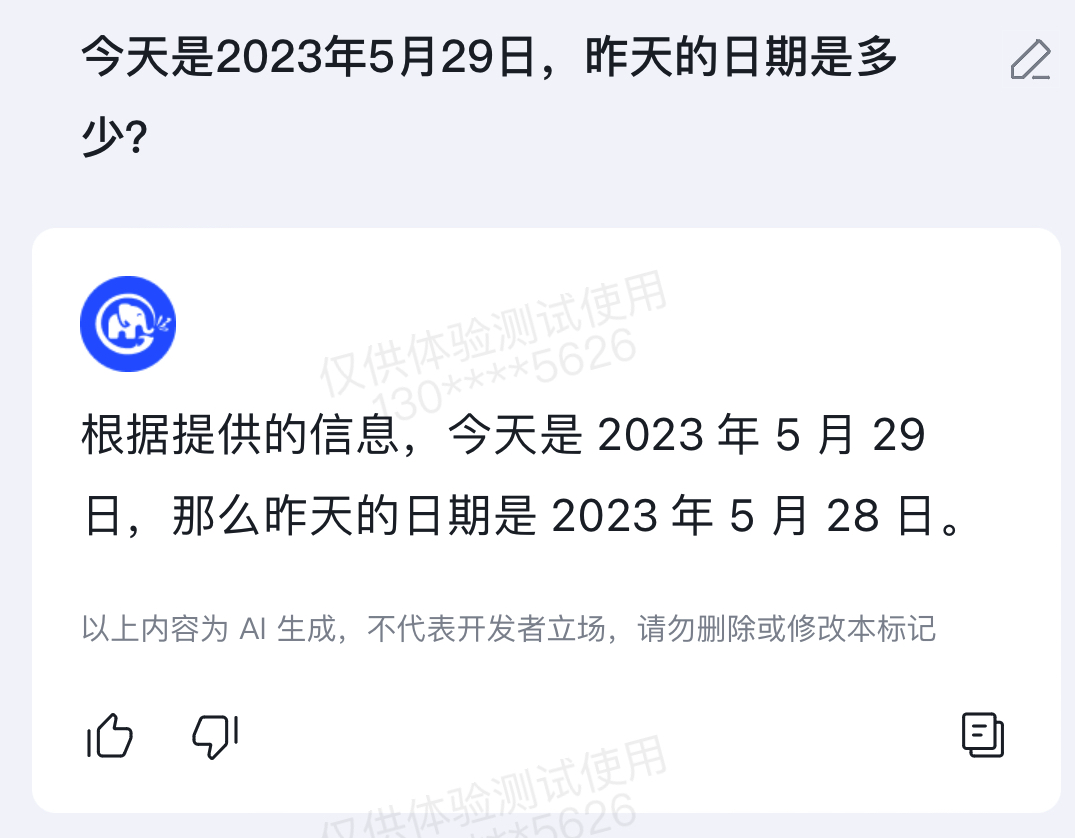 今天是2023年5月29日，昨天的日期是多
少?
仅供体验测试使用
130****5626
根据提供的信息，今天是 2023 年 5 月 29
日，那么昨天的日期是 2023 年 5 月 28 日。
以上内容为 AI 生成，不代表开发者立场，请勿删除或修改本标记
仅供体验测试使用
**5626